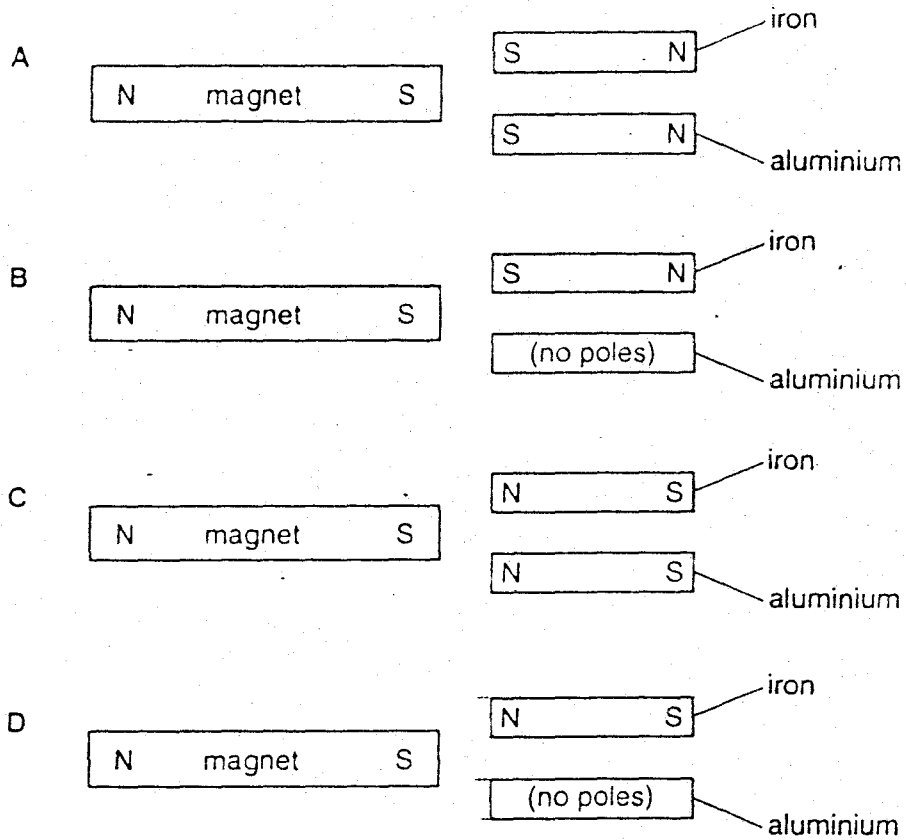 iron
A
S N
N magnet S
S N
aluminium
iron
B
S N
N magnet S
(no poles)
aluminium
iron
C
N S
N magnet S
N S
aluminium
iron
D
N S
N magnet S
(no poles)
aluminium